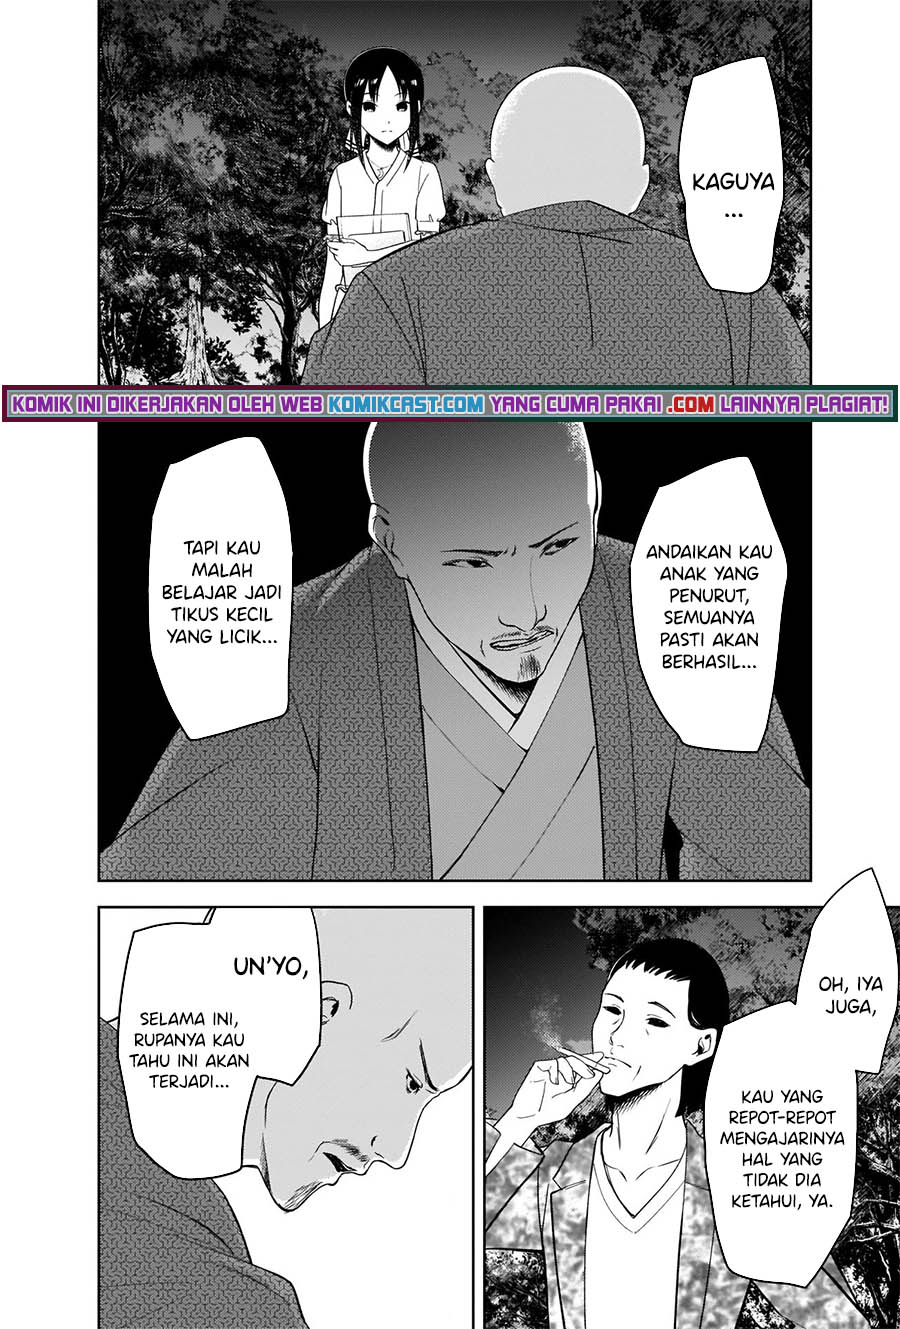 KAGUYA
...
KOMIK INI DIKERJAKAN OLEH WEB KOMIKCAST.COM YANG CUMA PAKAI .COM LAINNYA PLAGIAT!
ANDAIKAN KAU
ANAK YANG
PENURUT,
SEMUANYA
PASTI AKAN
BERHASIL...
TAPI KAU
MALAH
BELAJAR JADI
TIKUS KECIL
YANG LICIK...
OH, IYA
JUGA,
KAU YANG
REPOT-REPOT
MENGAJARINYA
HAL YANG
TIDAK DIA
KETAHUI, YA.
UN'YO,
SELAMA INI,
RUPANYA KAU
TAHU INI AKAN
TERJADI...